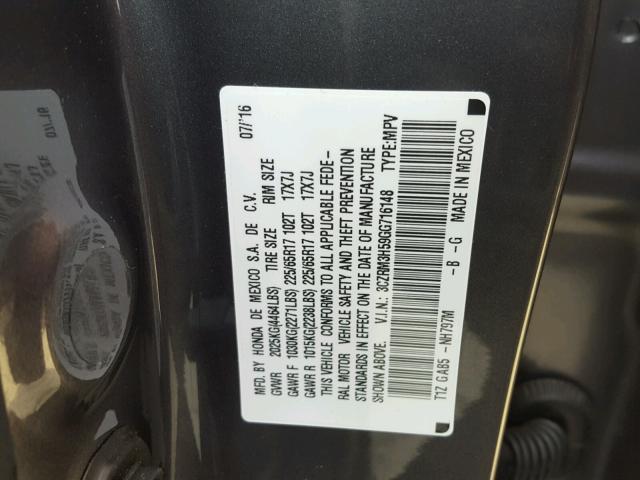 MFD. BY HONDA DE MEXICO S.A. DE C.V. 07/'16
GVWR 2025KG(4464LBS) TIRE SIZE RIM SIZE
GAWR F 1030KG(2271LBS) 225/65R17 102T 17X7J
GAWR R 1015KG(2238LBS) 225/65R17 102T 17X7J
THIS VEHICLE CONFORMS TO ALL APPLICABLE FEDE-
RAL MOTOR VEHICLE SAFETY AND THEFT PREVENTION
STANDARDS IN EFFECT ON THE DATE OF MANUFACTURE
SHOWN ABOVE. V.I.N.: 3CZRM3H59GG716148 TYPE:MPV
T1Z GAB5 -NH797M -B -G MADE IN MEXICO